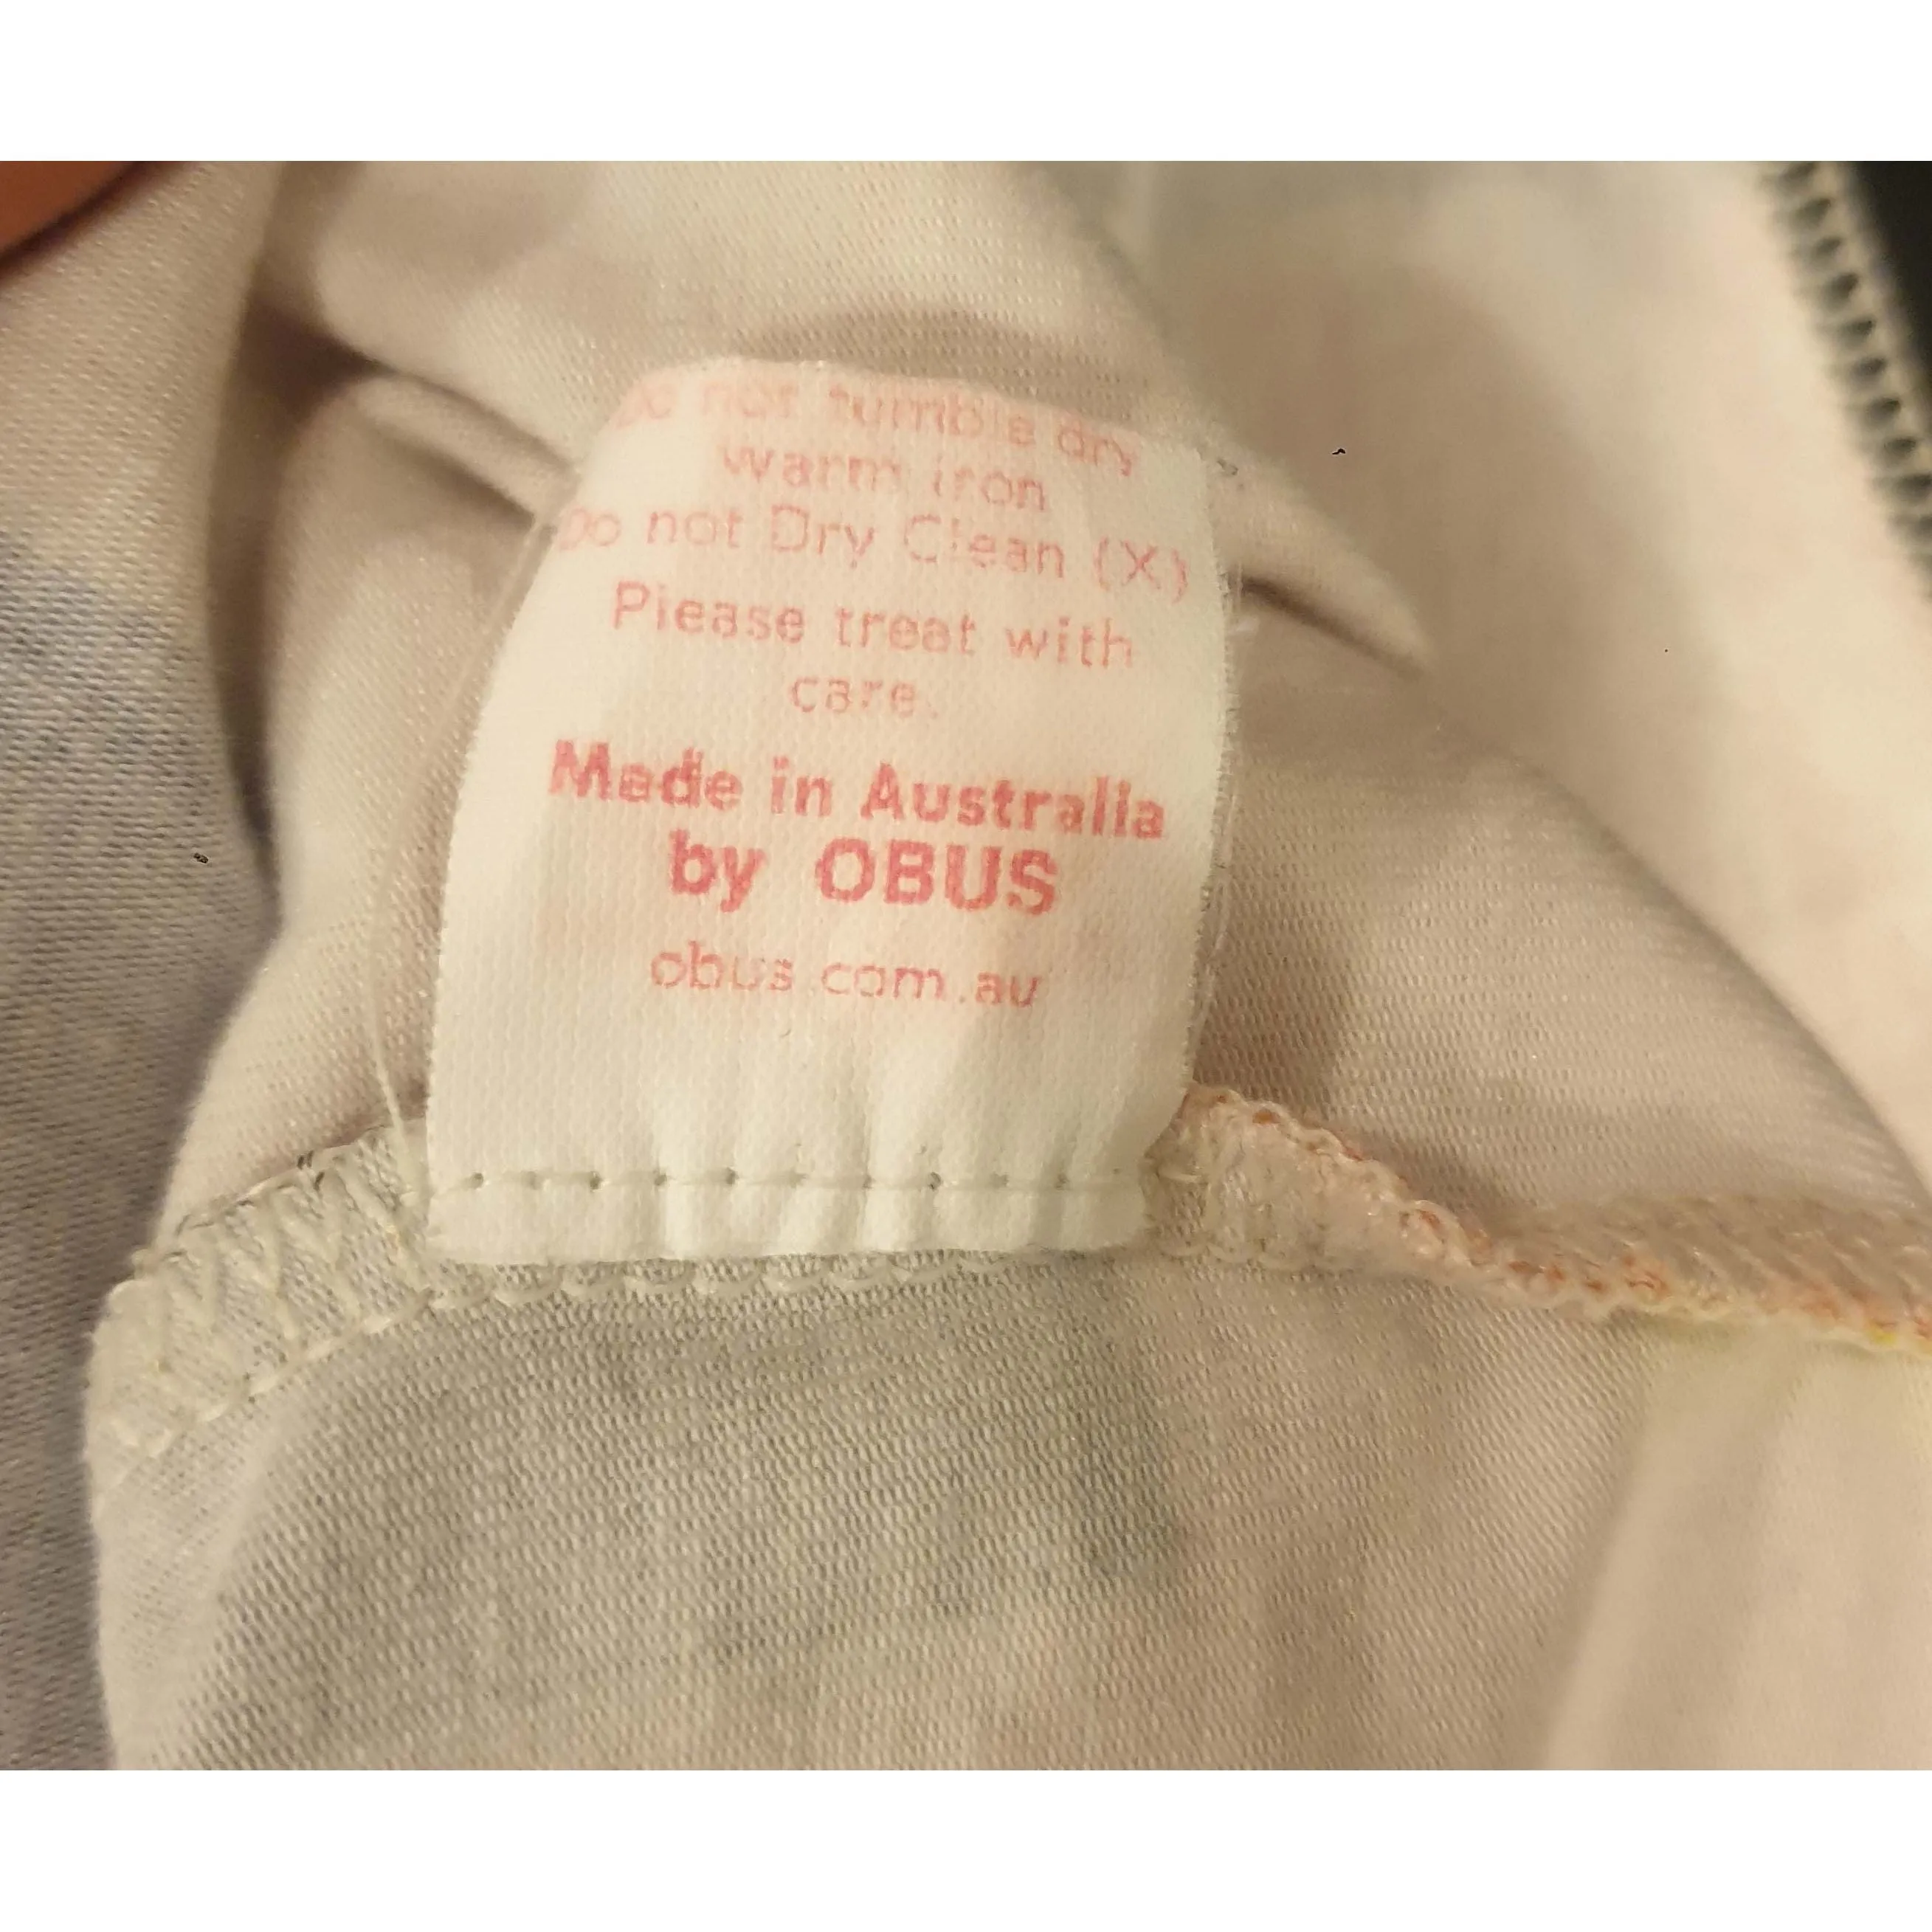 Do not tumble dry
warm iron
Do not Dry Clean (X)
Please treat with
care.
Made in Australia
by OBUS
obus.com.au